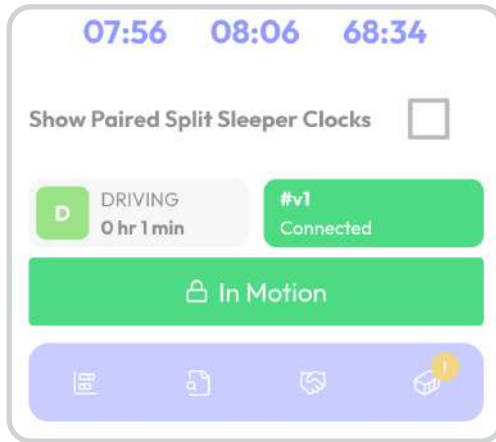 07:56 08:06 68:34
Show Paired Split Sleeper Clocks
D DRIVING
0 hr 1 min
#v1
Connected
In Motion
!